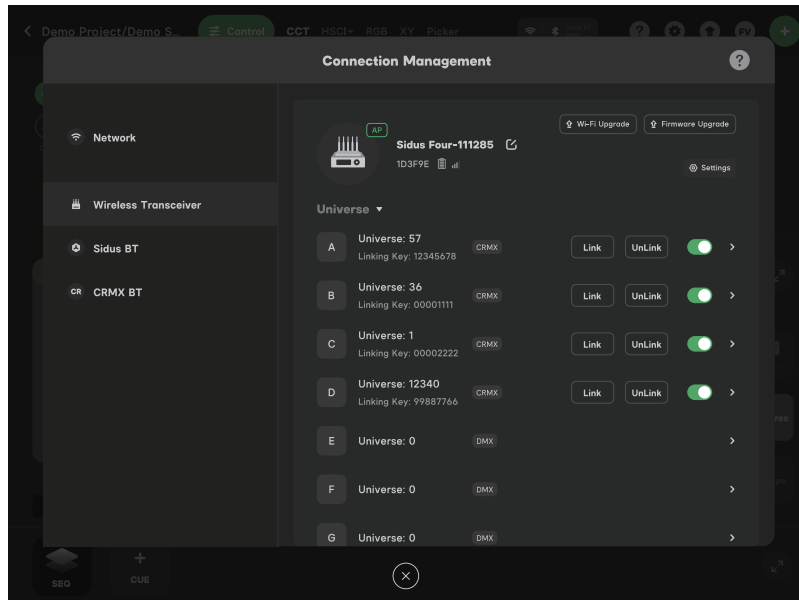 Demo Project/Demo S...
Control
CCT HSCI+ RGB XY Picker
FV
Connection Management
?
Network
Wireless Transceiver
Sidus BT
CR CRMX BT
AP
Sidus Four-111285
1D3F9E
Wi-Fi Upgrade
Firmware Upgrade
Settings
Universe
A
Universe: 57
Linking Key: 12345678
CRMX
Link
UnLink
B
Universe: 36
Linking Key: 00001111
CRMX
Link
UnLink
C
Universe: 1
Linking Key: 00002222
CRMX
Link
UnLink
D
Universe: 12340
Linking Key: 99887766
CRMX
Link
UnLink
E
Universe: 0
DMX
F
Universe: 0
DMX
G
Universe: 0
DMX
SEQ
CUE